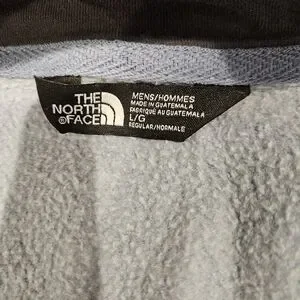 THE
NORTH
®FACE
MENS/HOMMES
MADE IN GUATEMALA
FABRIQUÉ AU GUATEMALA
L/G
REGULAR/NORMALE